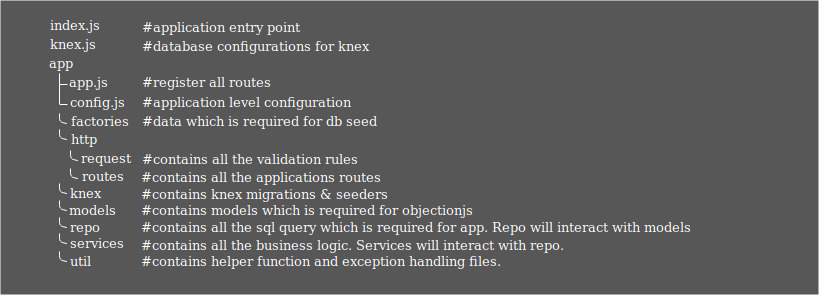 index.js #application entry point
knex.js #database configurations for knex
app
app.js #register all routes
config.js #application level configuration
factories #data which is required for db seed
http
request #contains all the validation rules
routes #contains all the applications routes
knex #contains knex migrations & seeders
models #contains models which is required for objectionjs
repo #contains all the sql query which is required for app. Repo will interact with models
services #contains all the business logic. Services will interact with repo.
util #contains helper function and exception handling files.